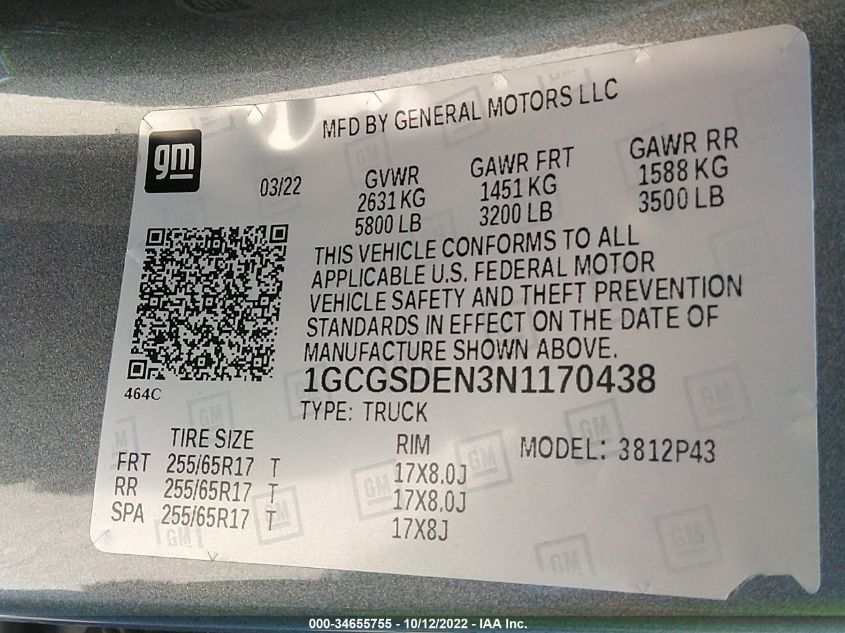 MFD BY GENERAL MOTORS LLC
gm
03/22
GVWR
2631 KG
5800 LB
GAWR FRT
1451 KG
3200 LB
GAWR RR
1588 KG
3500 LB
THIS VEHICLE CONFORMS TO ALL
APPLICABLE U.S. FEDERAL MOTOR
VEHICLE SAFETY AND THEFT PREVENTION
STANDARDS IN EFFECT ON THE DATE OF
MANUFACTURE SHOWN ABOVE.
464C
1GCGSDEN3N1170438
TYPE: TRUCK
TIRE SIZE
RIM
MODEL: 3812P43
FRT 255/65R17 T 17X8.0J
RR 255/65R17 T 17X8.0J
SPA 255/65R17 T 17X8J
000-34655755 - 10/12/2022 - IAA Inc.